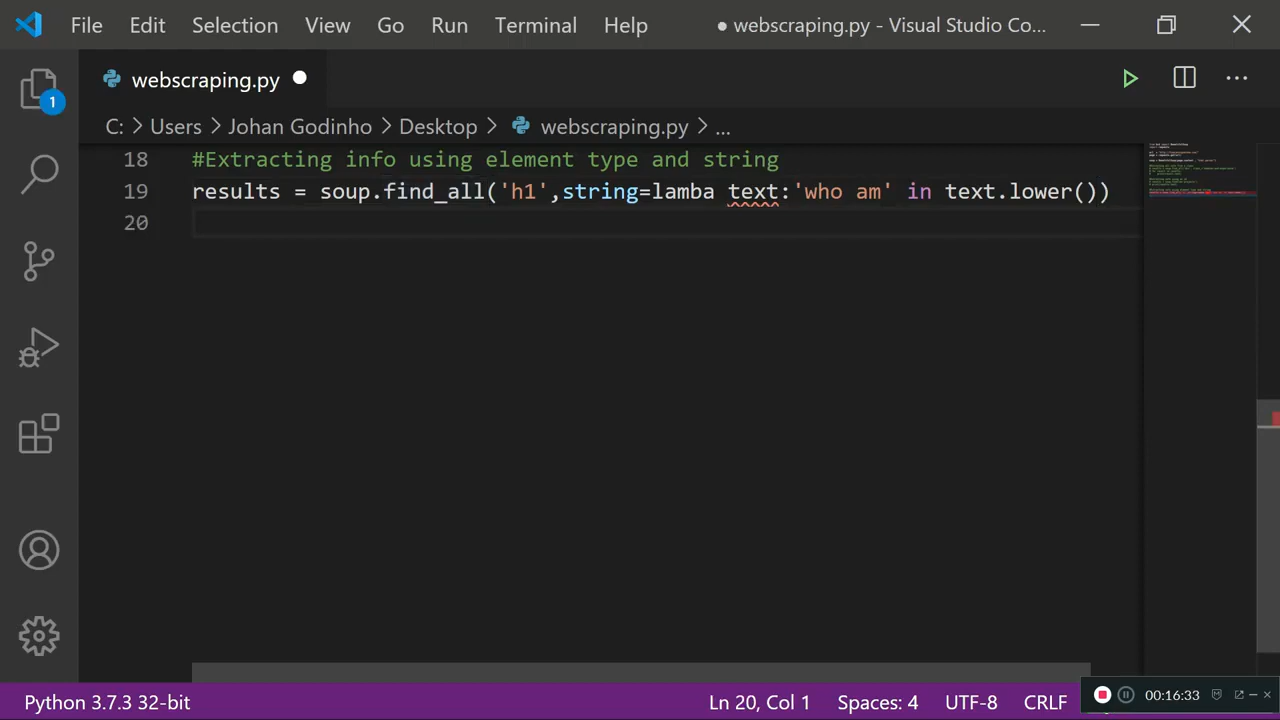 File Edit Selection View Go Run Terminal Help ● webscraping.py - Visual Studio Co...
1
webscraping.py
C: > Users > Johan Godinho > Desktop > webscraping.py > ...
18 #Extracting info using element type and string
19 results = soup.find_all('h1',string=lamba text:'who am' in text.lower())
20
Python 3.7.3 32-bit Ln 20, Col 1 Spaces: 4 UTF-8 CRLF
00:16:33